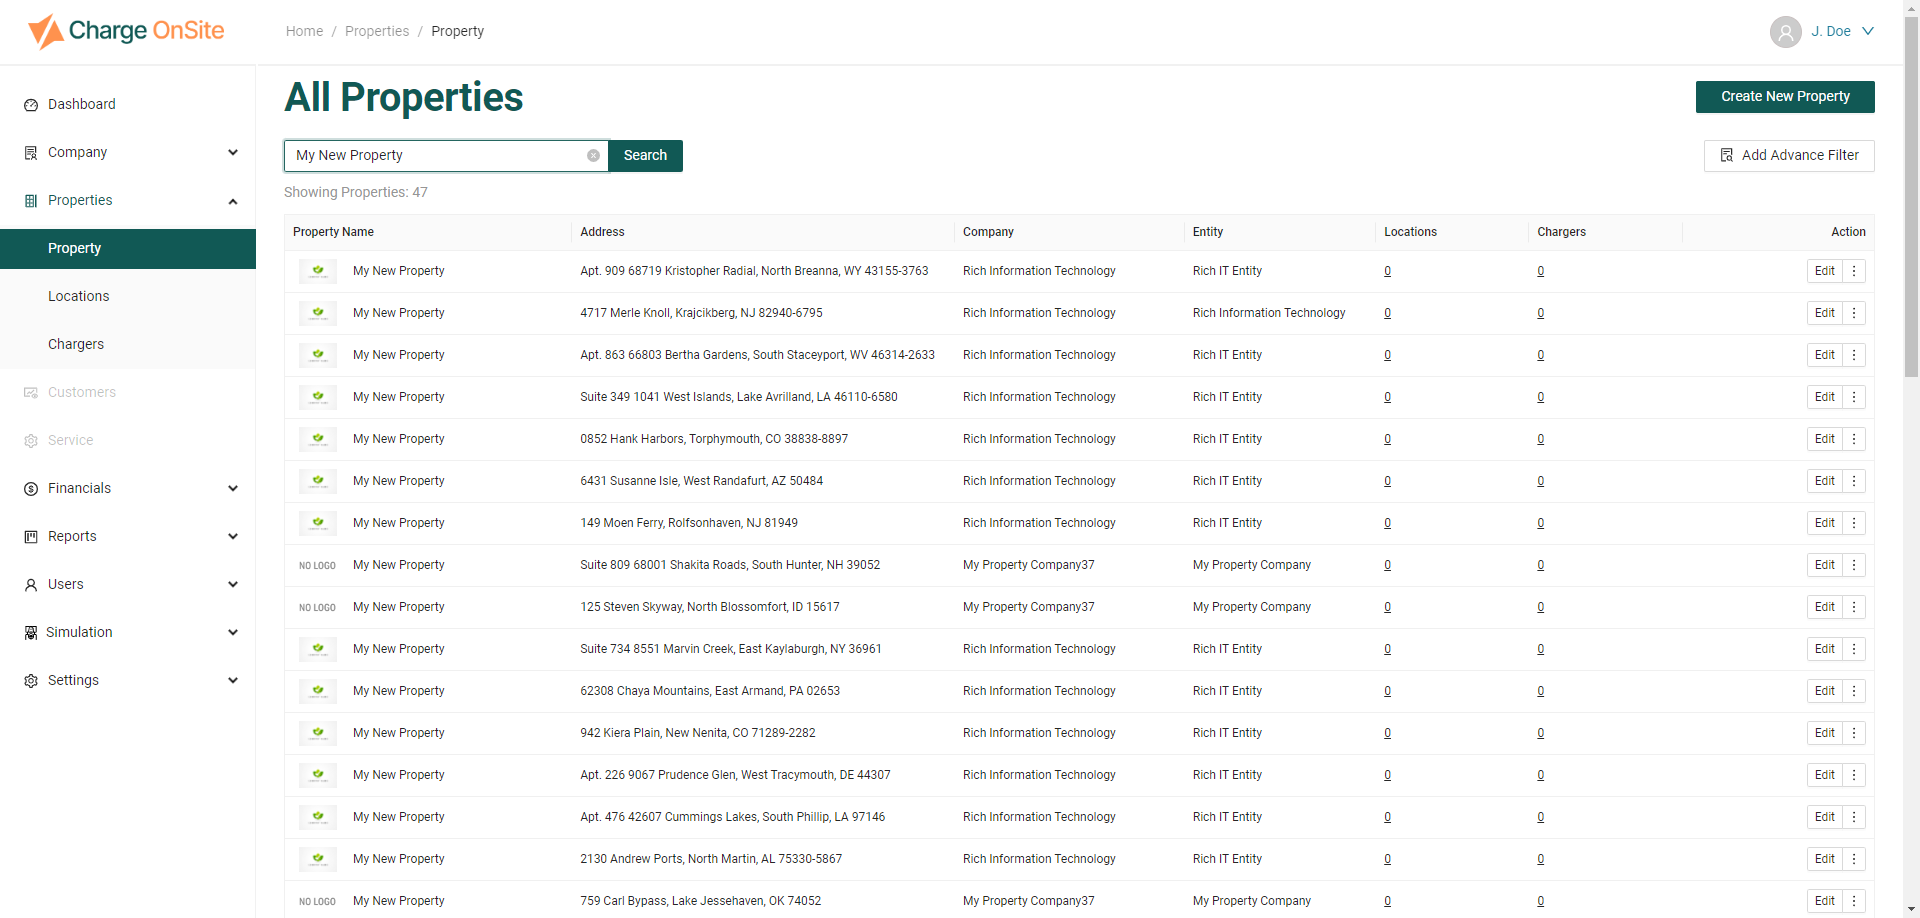 Charge OnSite
Home / Properties / Property
J. Doe
Dashboard
Company
Properties
Property
Locations
Chargers
Customers
Service
Financials
Reports
Users
Simulation
Settings
All Properties
Create New Property
My New Property
Search
Add Advance Filter
Showing Properties: 47
Property Name Address Company Entity Locations Chargers Action
My New Property Apt. 909 68719 Kristopher Radial, North Breanna, WY 43155-3763 Rich Information Technology Rich IT Entity 0 0 Edit
My New Property 4717 Merle Knoll, Krajcikberg, NJ 82940-6795 Rich Information Technology Rich Information Technology 0 0 Edit
My New Property Apt. 863 66803 Bertha Gardens, South Staceyport, WV 46314-2633 Rich Information Technology Rich IT Entity 0 0 Edit
My New Property Suite 349 1041 West Islands, Lake Avrilland, LA 46110-6580 Rich Information Technology Rich IT Entity 0 0 Edit
My New Property 0852 Hank Harbors, Torphymouth, CO 38838-8897 Rich Information Technology Rich IT Entity 0 0 Edit
My New Property 6431 Susanne Isle, West Randafurt, AZ 50484 Rich Information Technology Rich IT Entity 0 0 Edit
My New Property 149 Moen Ferry, Rolfsonhaven, NJ 81949 Rich Information Technology Rich IT Entity 0 0 Edit
NO LOGO My New Property Suite 809 68001 Shakita Roads, South Hunter, NH 39052 My Property Company37 My Property Company 0 0 Edit
NO LOGO My New Property 125 Steven Skyway, North Blossomfort, ID 15617 My Property Company37 My Property Company 0 0 Edit
My New Property Suite 734 8551 Marvin Creek, East Kaylaburgh, NY 36961 Rich Information Technology Rich IT Entity 0 0 Edit
My New Property 62308 Chaya Mountains, East Armand, PA 02653 Rich Information Technology Rich IT Entity 0 0 Edit
My New Property 942 Kiera Plain, New Nenita, CO 71289-2282 Rich Information Technology Rich IT Entity 0 0 Edit
My New Property Apt. 226 9067 Prudence Glen, West Tracymouth, DE 44307 Rich Information Technology Rich IT Entity 0 0 Edit
My New Property Apt. 476 42607 Cummings Lakes, South Phillip, LA 97146 Rich Information Technology Rich IT Entity 0 0 Edit
My New Property 2130 Andrew Ports, North Martin, AL 75330-5867 Rich Information Technology Rich IT Entity 0 0 Edit
NO LOGO My New Property 759 Carl Bypass, Lake Jessehaven, OK 74052 My Property Company37 My Property Company 0 0 Edit